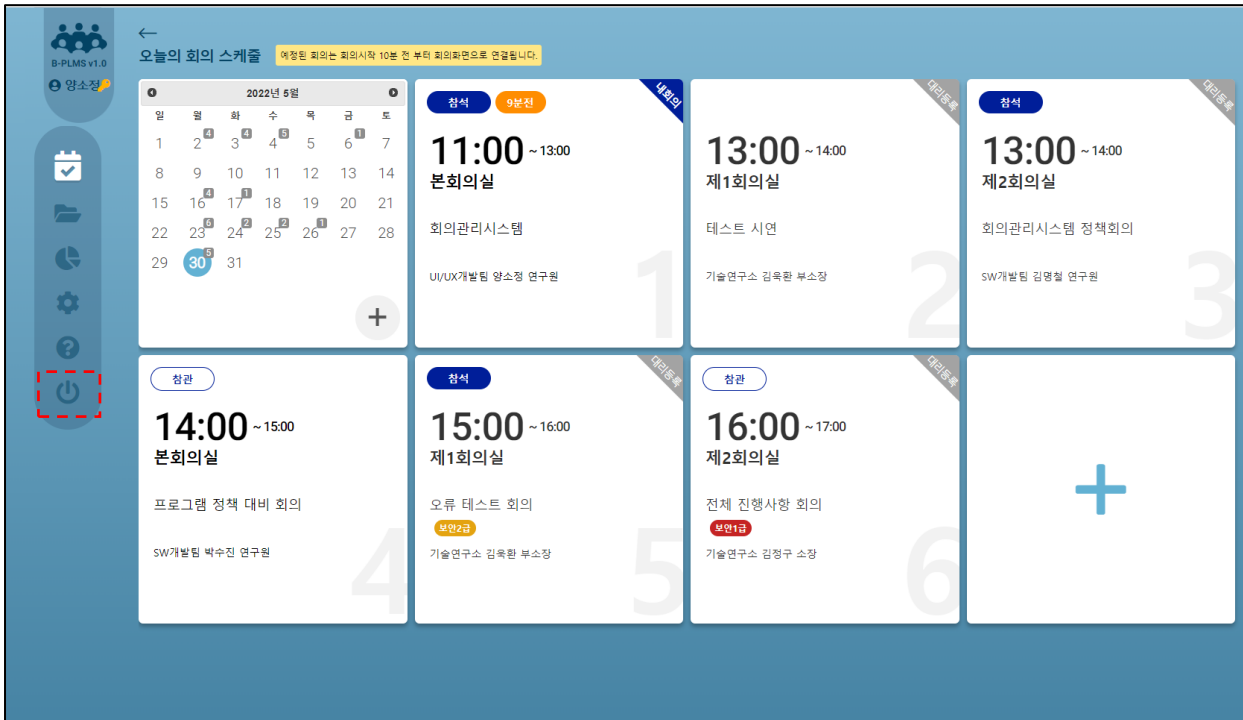 B-PLMS v1.0
양소정
오늘의 회의 스케줄
예정된 회의는 회의시작 10분 전 부터 회의화면으로 연결됩니다.
2022년 5월
일 월 화 수 목 금 토
1 2 4 3 4 4 5 5 6 1 7
8 9 10 11 12 13 14
15 16 4 17 1 18 19 20 21
22 23 6 24 2 25 2 26 1 27 28
29 30 5 31
+
참석 9분전
내회의
11:00 ~ 13:00
본회의실
회의관리시스템
UI/UX개발팀 양소정 연구원
1
대리등록
13:00 ~ 14:00
제1회의실
테스트 시연
기술연구소 김욱환 부소장
2
참석
대리등록
13:00 ~ 14:00
제2회의실
회의관리시스템 정책회의
SW개발팀 김명철 연구원
3
참관
14:00 ~ 15:00
본회의실
프로그램 정책 대비 회의
SW개발팀 박수진 연구원
4
참석
대리등록
15:00 ~ 16:00
제1회의실
오류 테스트 회의
보안2급
기술연구소 김욱환 부소장
5
참관
대리등록
16:00 ~ 17:00
제2회의실
전체 진행사항 회의
보안1급
기술연구소 김정구 소장
6
+